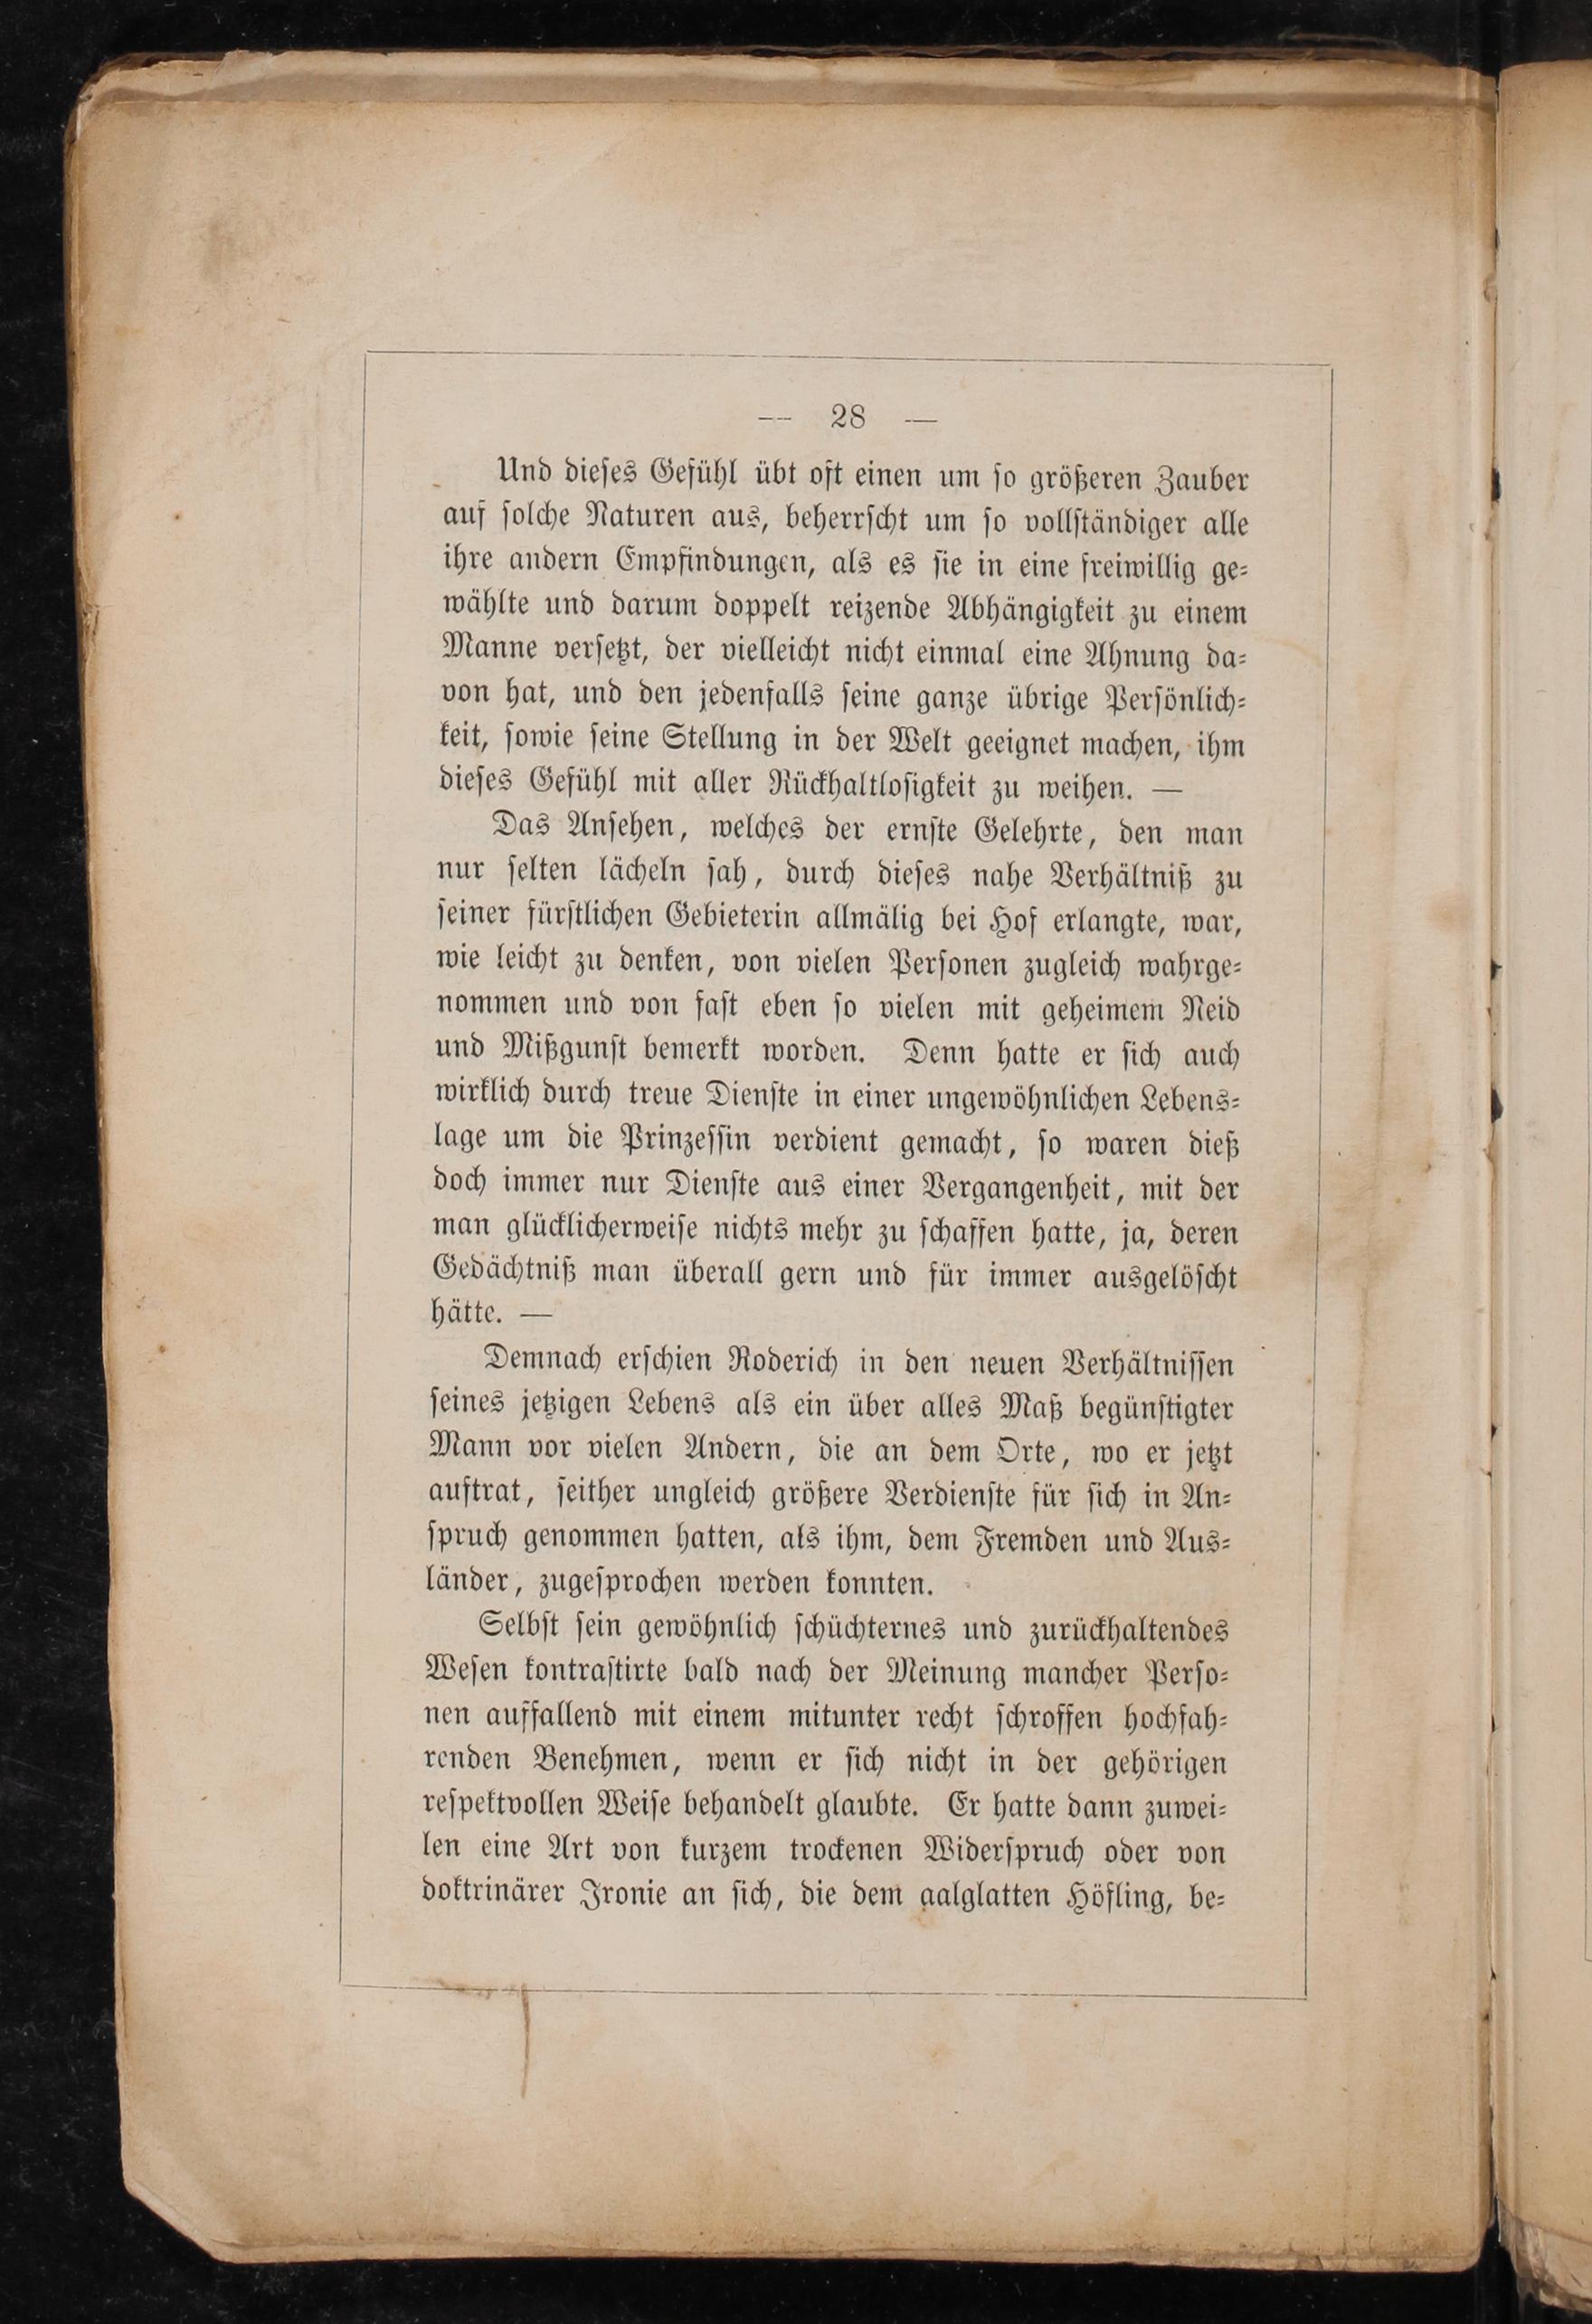 — 28 —
Und dieses Gefühl übt oft einen um so größeren Zauber
auf solche Naturen aus, beherrscht um so vollständiger alle
ihre andern Empfindungen, als es sie in eine freiwillig ge-
wählte und darum doppelt reizende Abhängigkeit zu einem
Manne versetzt, der vielleicht nicht einmal eine Ahnung da-
von hat, und den jedenfalls seine ganze übrige Persönlich-
keit, sowie seine Stellung in der Welt geeignet machen, ihm
dieses Gefühl mit aller Rückhaltlosigkeit zu weihen. —
Das Ansehen, welches der ernste Gelehrte, den man
nur selten lächeln sah, durch dieses nahe Verhältniß zu
seiner fürstlichen Gebieterin allmälig bei Hof erlangte, war,
wie leicht zu denken, von vielen Personen zugleich wahrge-
nommen und von fast eben so vielen mit geheimem Neid
und Mißgunst bemerkt worden. Denn hatte er sich auch
wirklich durch treue Dienste in einer ungewöhnlichen Lebens-
lage um die Prinzessin verdient gemacht, so waren dieß
doch immer nur Dienste aus einer Vergangenheit, mit der
man glücklicherweise nichts mehr zu schaffen hatte, ja, deren
Gedächtniß man überall gern und für immer ausgelöscht
hätte. —
Demnach erschien Roderich in den neuen Verhältnissen
seines jetzigen Lebens als ein über alles Maß begünstigter
Mann vor vielen Andern, die an dem Orte, wo er jetzt
auftrat, seither ungleich größere Verdienste für sich in An-
spruch genommen hatten, als ihm, dem Fremden und Aus-
länder, zugesprochen werden konnten.
Selbst sein gewöhnlich schüchternes und zurückhaltendes
Wesen kontrastirte bald nach der Meinung mancher Perso-
nen auffallend mit einem mitunter recht schroffen hochfah-
renden Benehmen, wenn er sich nicht in der gehörigen
respektvollen Weise behandelt glaubte. Er hatte dann zuwei-
len eine Art von kurzem trockenen Widerspruch oder von
doktrinärer Ironie an sich, die dem aalglatten Höfling, be-